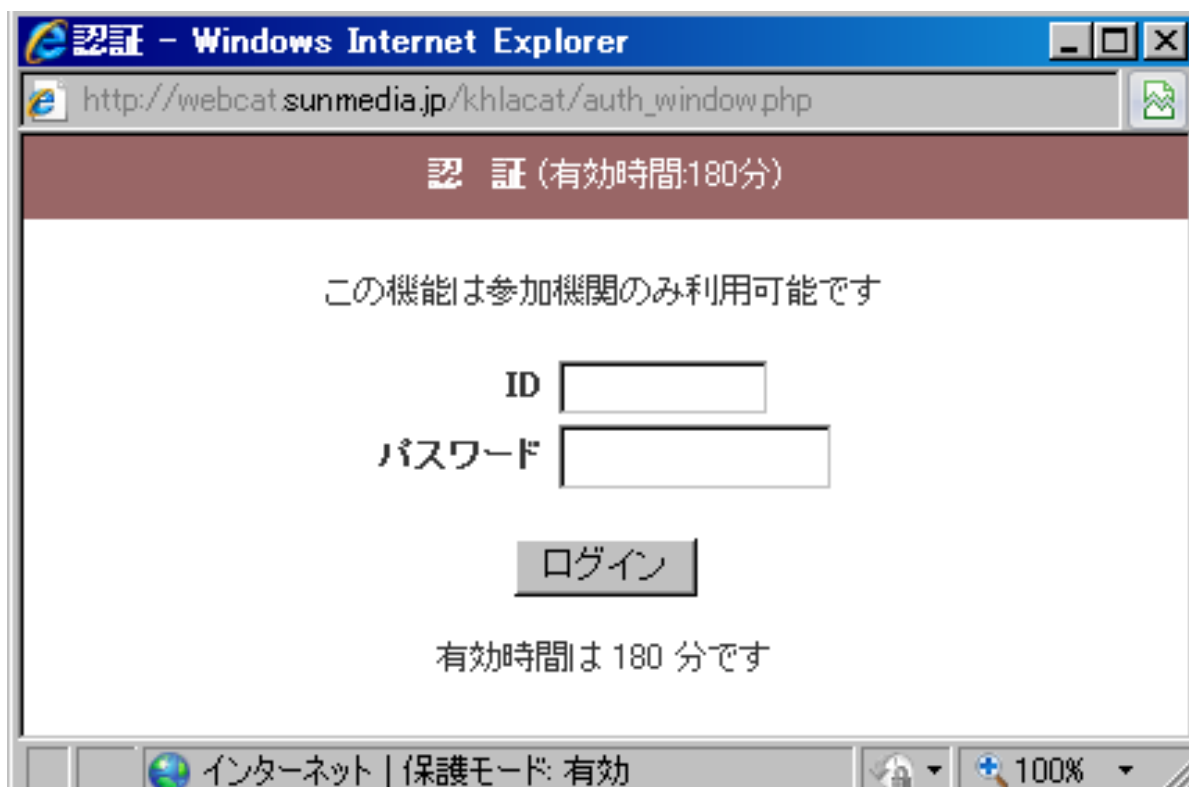 認証 - Windows Internet Explorer
http://webcat.sunmedia.jp/khlacat/auth_window.php
認 証 (有効時間:180分)
この機能は参加機関のみ利用可能です
ID
パスワード
ログイン
有効時間は 180 分です
インターネット | 保護モード: 有効 100%